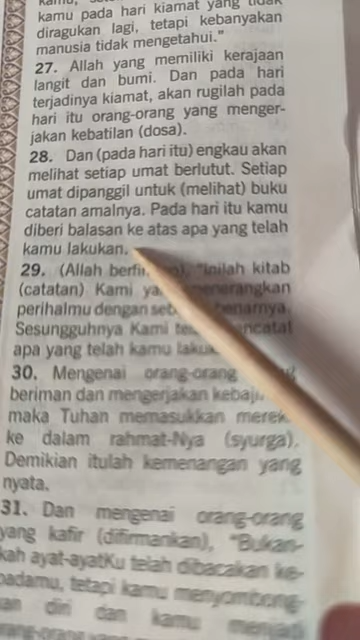 kamu pada hari kiamat yang tidak
diragukan lagi, tetapi kebanyakan
manusia tidak mengetahui."
27. Allah yang memiliki kerajaan
langit dan bumi. Dan pada hari
terjadinya kiamat, akan rugilah pada
hari itu orang-orang yang menger-
jakan kebatilan (dosa).
28. Dan (pada hari itu) engkau akan
melihat setiap umat berlutut. Setiap
umat dipanggil untuk (melihat) buku
catatan amalnya. Pada hari itu kamu
diberi balasan ke atas apa yang telah
kamu lakukan.
29. (Allah "Inilah kitab
(catatan) Kami menerangkan
perihalmu dengan
Sesungguhnya Kami
apa yang telah kamu
30. Mengenai orang-orang
beriman dan mengerjakan
maka Tuhan memasukkan
ke dalam rahmat-Nya (syurga).
Demikian itulah kemenangan yang
nyata.
31. Dan mengenai orang-orang
yang kafir (difirmankan), "Bukan-
kah ayat-ayatKu telah dibacakan ke-
padamu, tetapi kamu menyombong-
diri dan kamu